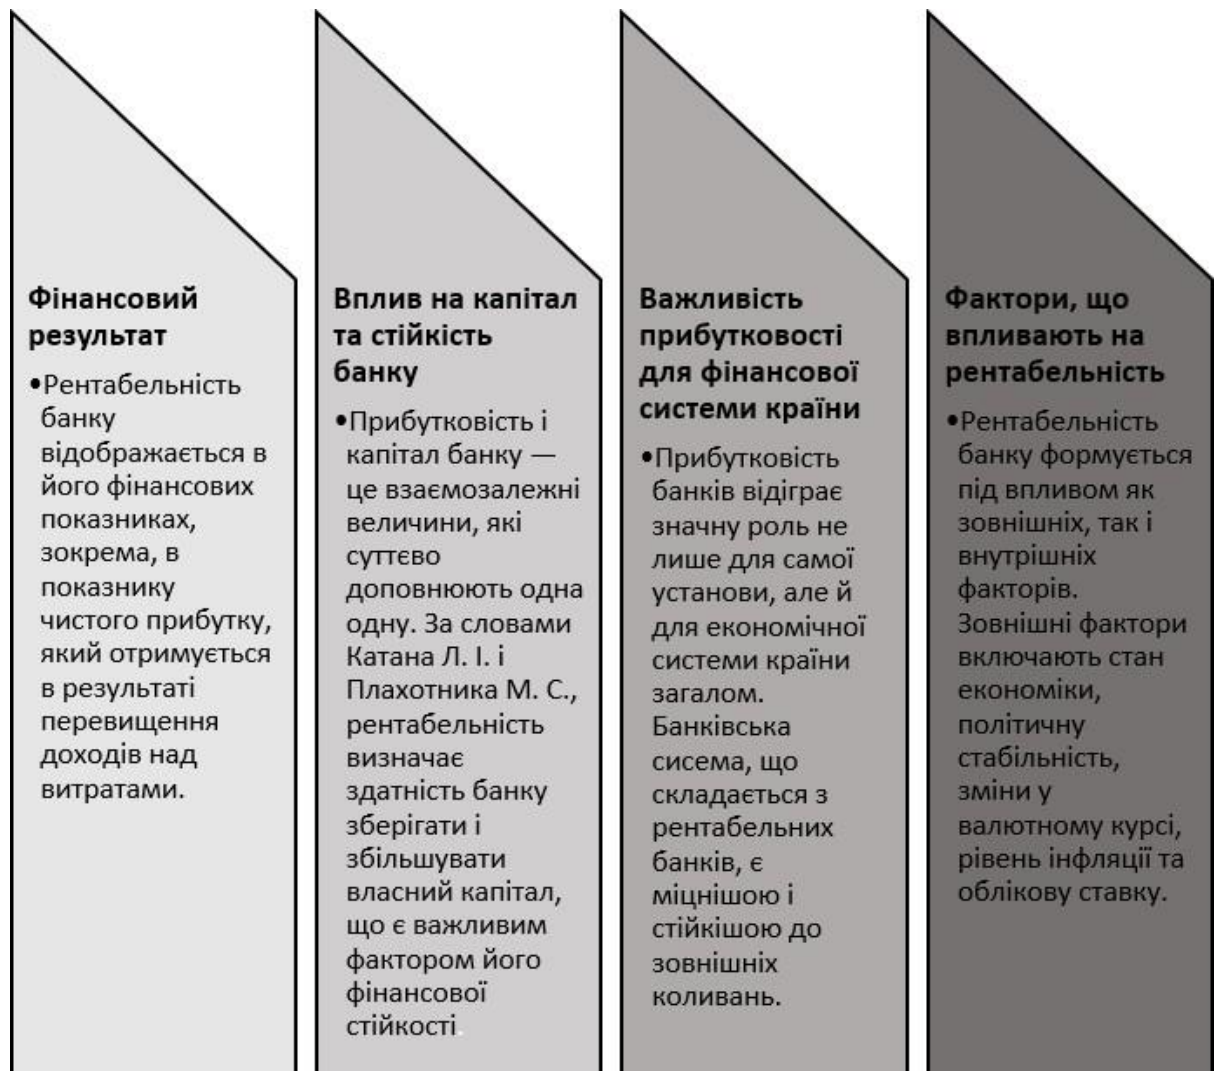 Фінансовий
результат
•Рентабельність
банку
відображається в
його фінансових
показниках,
зокрема, в
показнику
чистого прибутку,
який отримується
в результаті
перевищення
доходів над
витратами.
Вплив на капітал
та стійкість
банку
•Прибутковість і
капітал банку —
це взаємозалежні
величини, які
суттєво
доповнюють одна
одну. За словами
Катана Л. І. і
Плахотника М. С.,
рентабельність
визначає
здатність банку
зберігати і
збільшувати
власний капітал,
що є важливим
фактором його
фінансової
стійкості.
Важливість
прибутковості
для фінансової
системи країни
•Прибутковість
банків відіграє
значну роль не
лише для самої
установи, але й
для економічної
системи країни
загалом.
Банківська
сисема, що
складається з
рентабельних
банків, є
міцнішою і
стійкішою до
зовнішніх
коливань.
Фактори, що
впливають на
рентабельність
•Рентабельність
банку формується
під впливом як
зовнішніх, так і
внутрішніх
факторів.
Зовнішні фактори
включають стан
економіки,
політичну
стабільність,
зміни у
валютному курсі,
рівень інфляції та
облікову ставку.